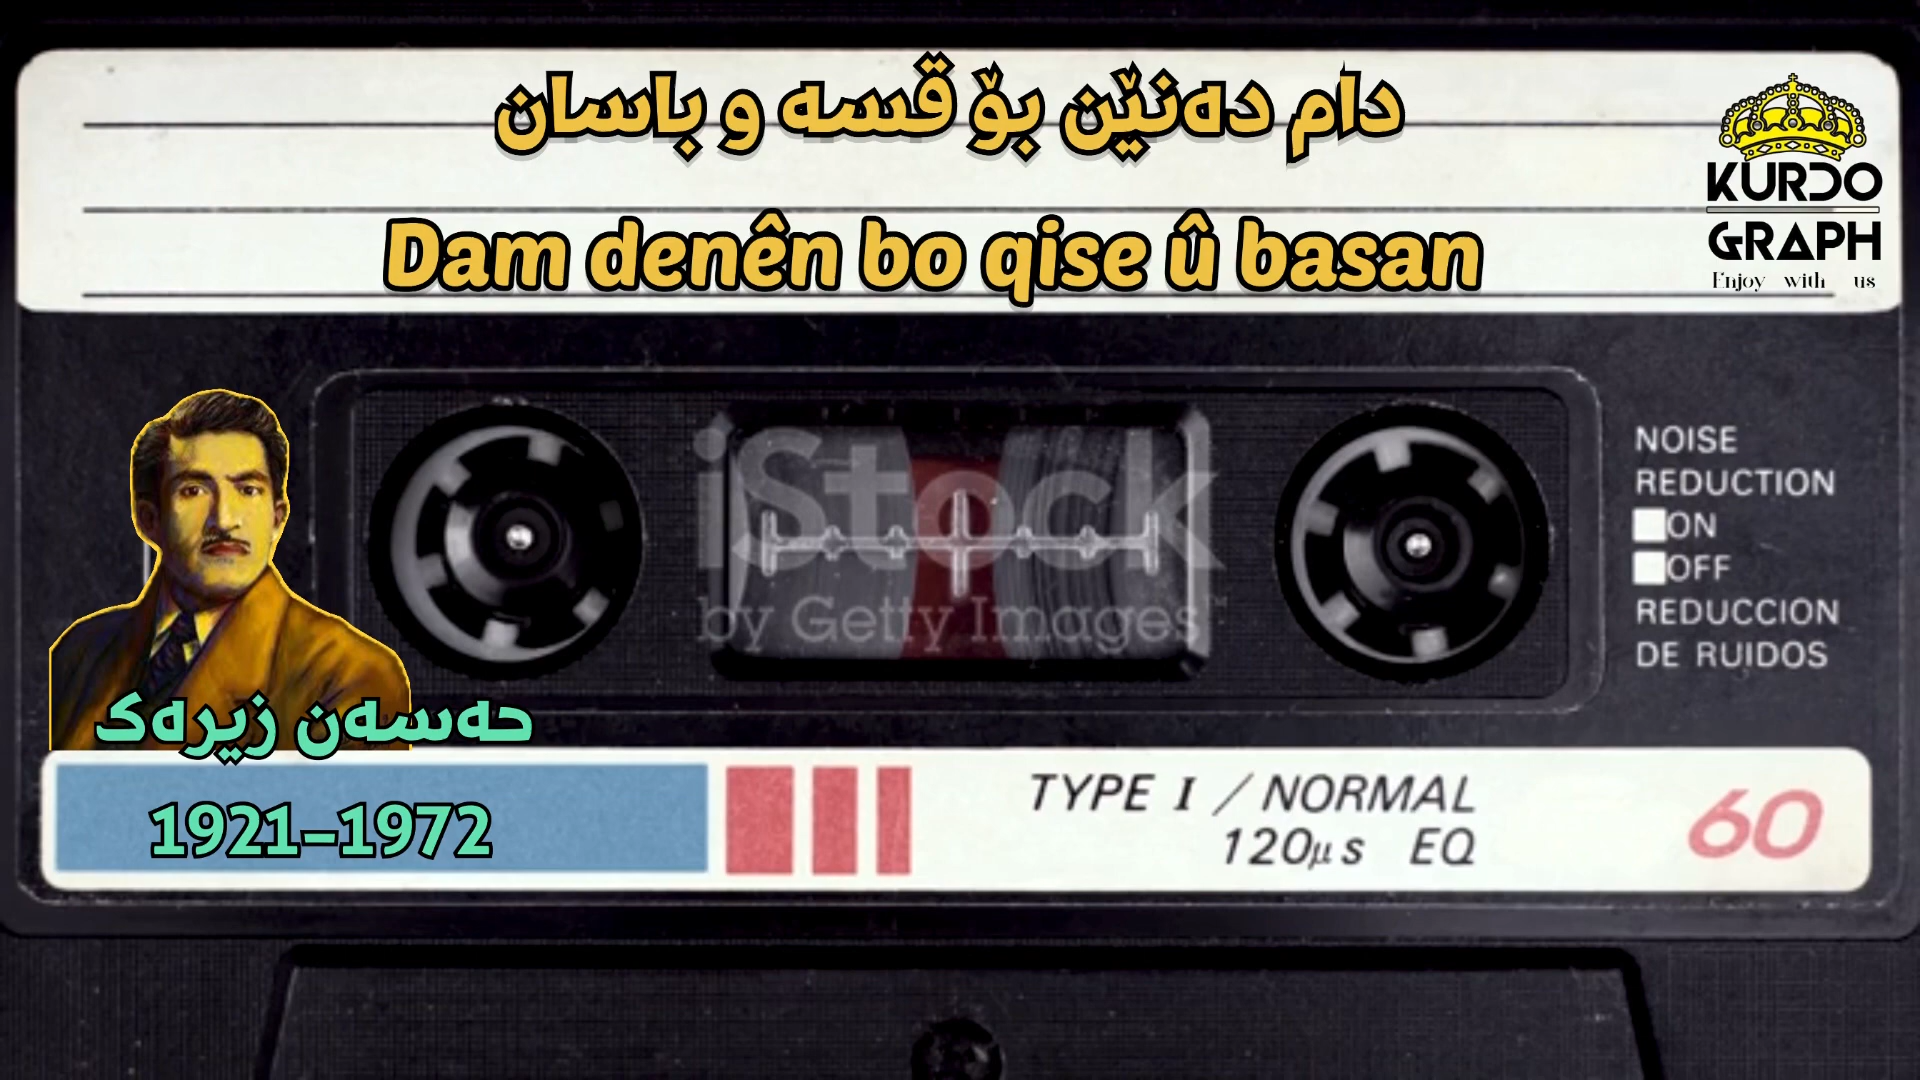 دام دەنێن بۆ قسە و باسان
Dam denên bo qise û basan
KURDO
GRAPH
Enjoy with us
NOISE
REDUCTION
ON
OFF
REDUCCION
DE RUIDOS
iStock
by Getty Images™
حەسەن زیرەک
1921-1972
TYPE I / NORMAL
120µs EQ
60